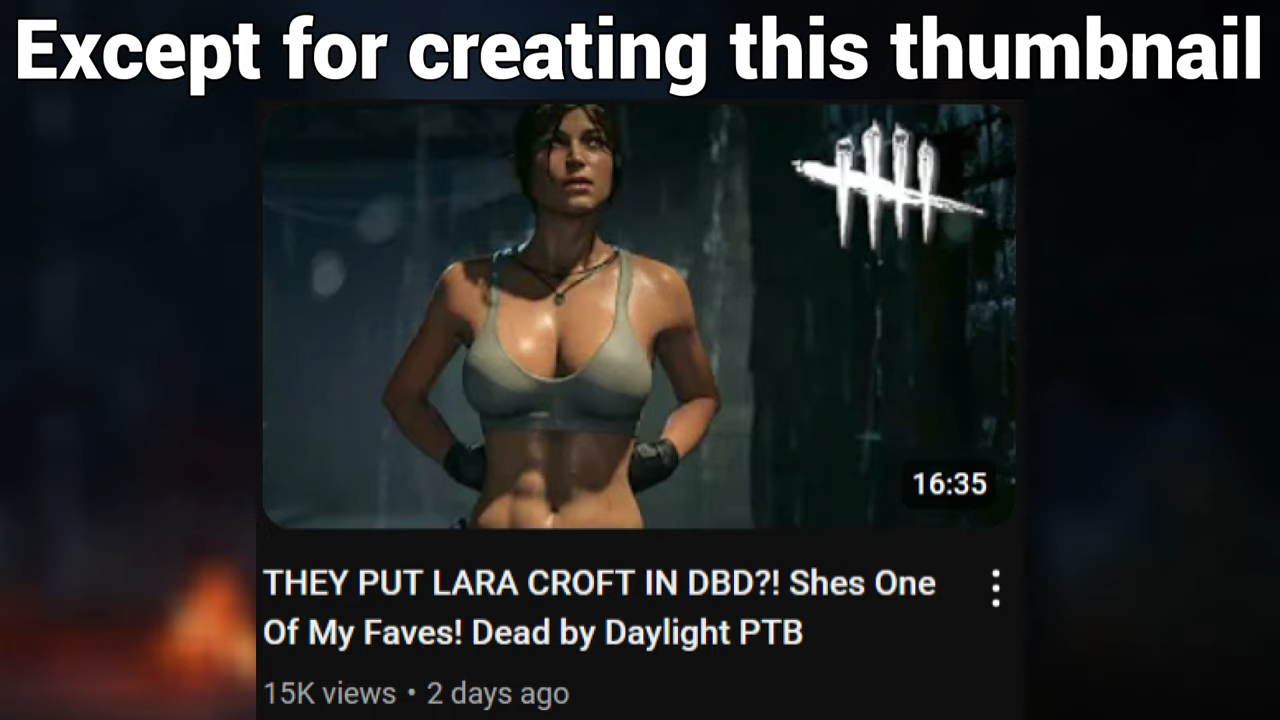 Except for creating this thumbnail
16:35
THEY PUT LARA CROFT IN DBD?! Shes One
Of My Faves! Dead by Daylight PTB
15K views • 2 days ago